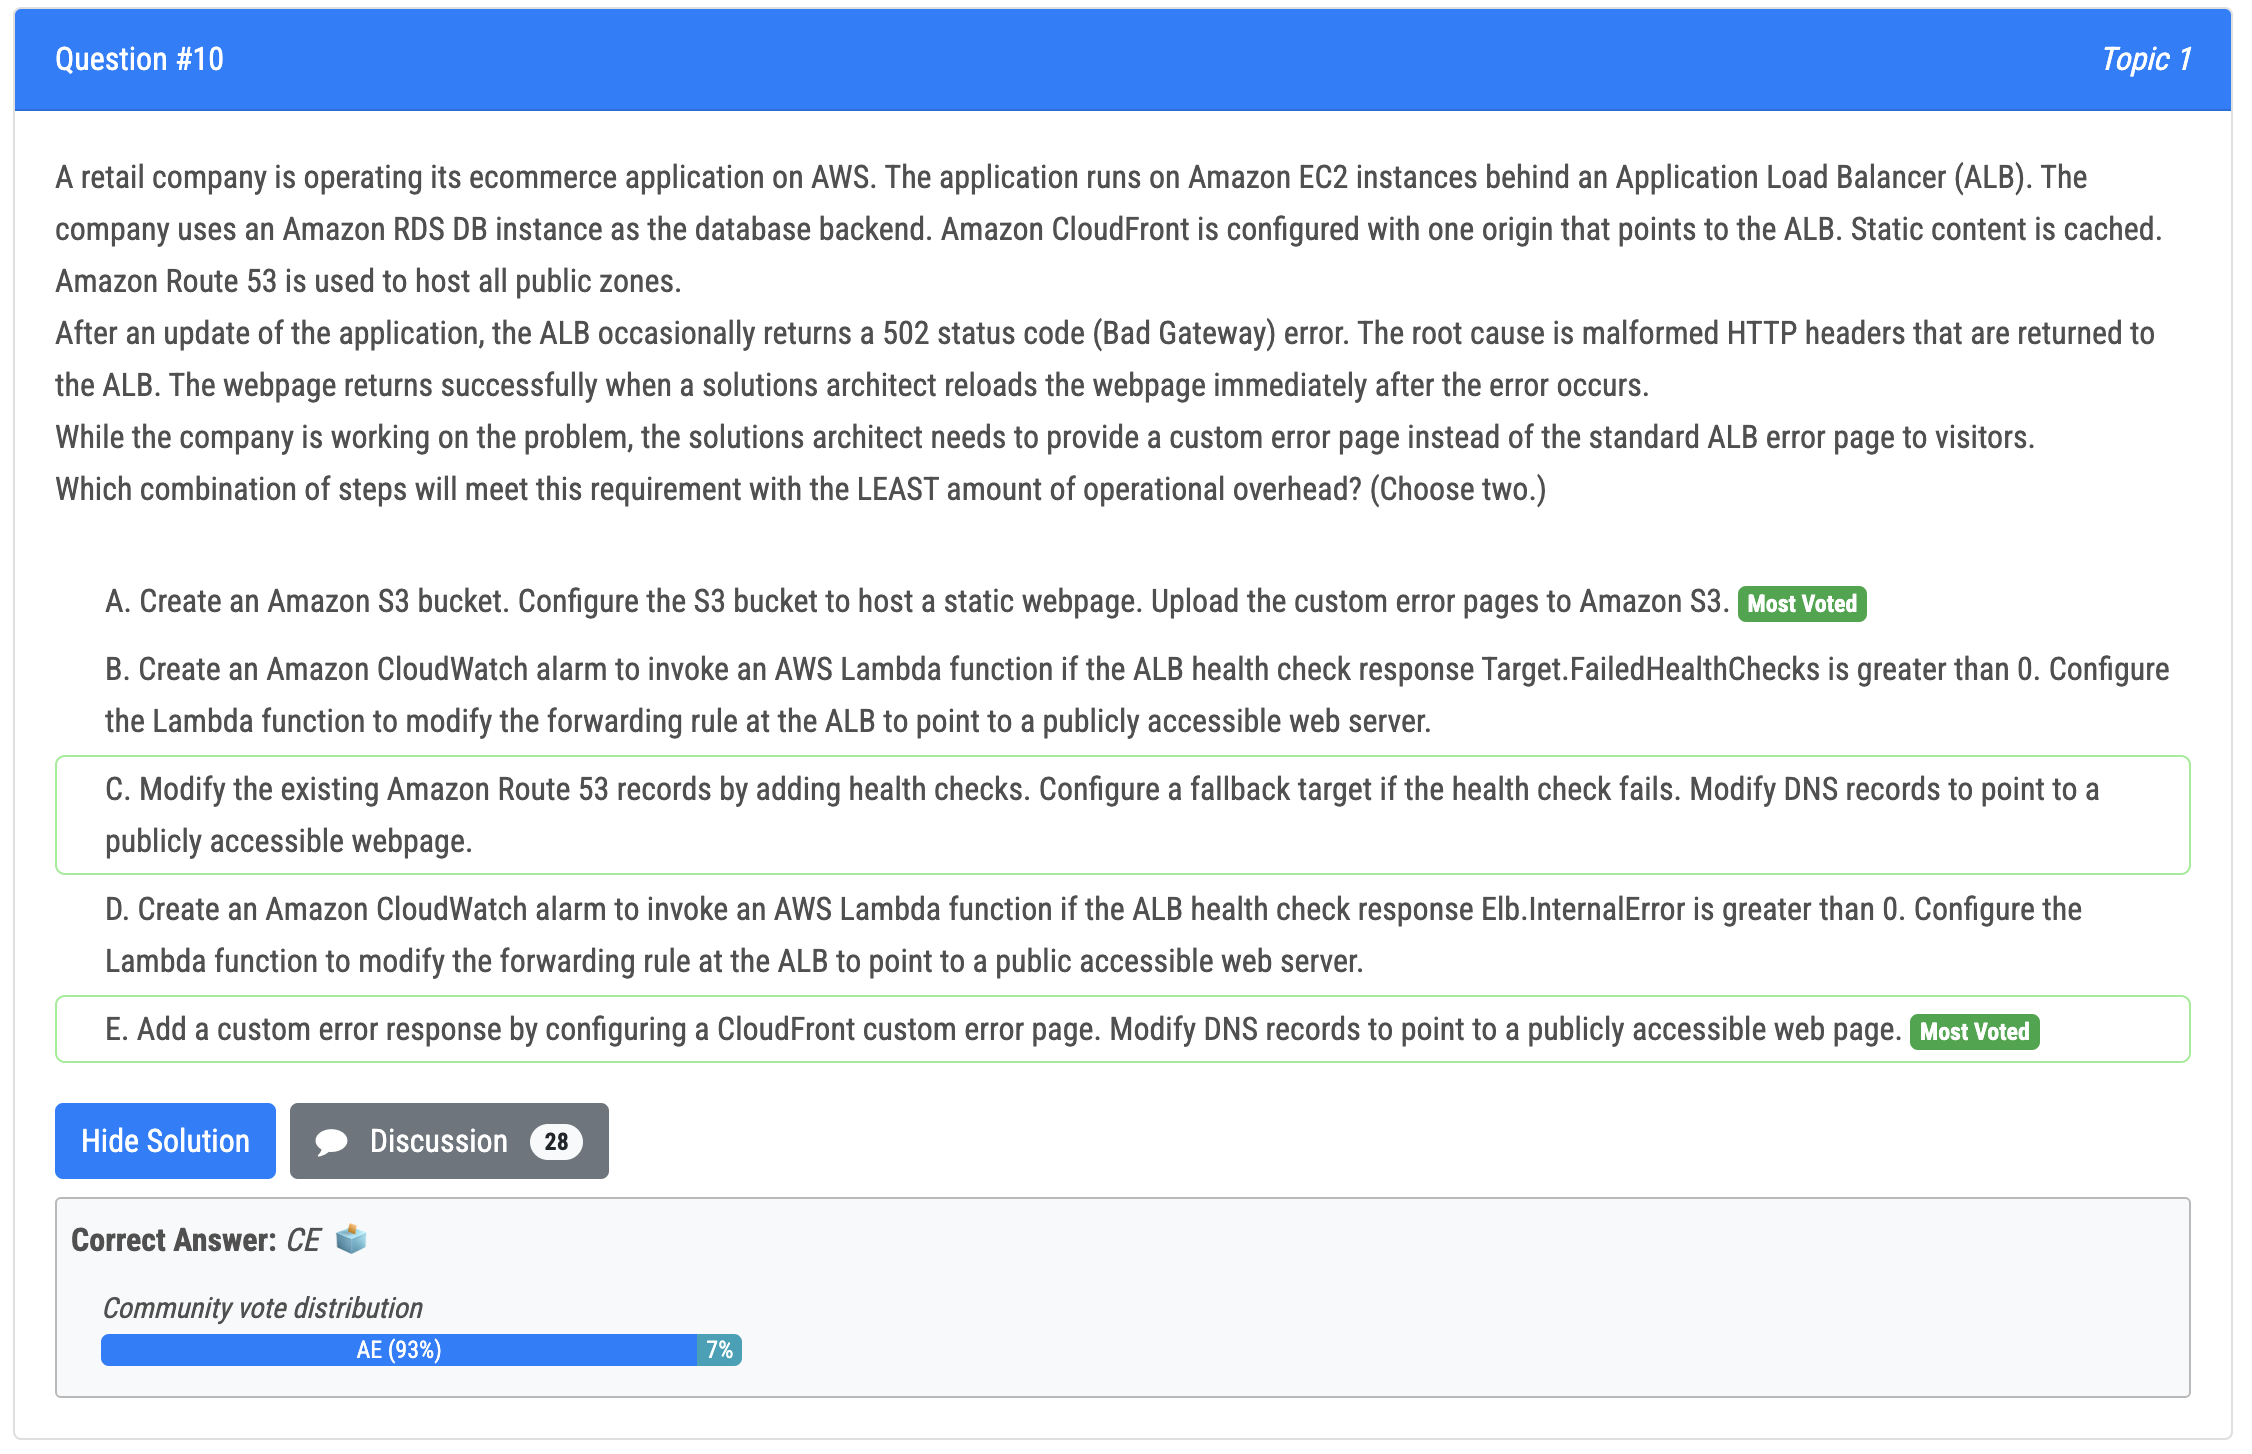 Question #10
Topic 1
A retail company is operating its ecommerce application on AWS. The application runs on Amazon EC2 instances behind an Application Load Balancer (ALB). The
company uses an Amazon RDS DB instance as the database backend. Amazon CloudFront is configured with one origin that points to the ALB. Static content is cached.
Amazon Route 53 is used to host all public zones.
After an update of the application, the ALB occasionally returns a 502 status code (Bad Gateway) error. The root cause is malformed HTTP headers that are returned to
the ALB. The webpage returns successfully when a solutions architect reloads the webpage immediately after the error occurs.
While the company is working on the problem, the solutions architect needs to provide a custom error page instead of the standard ALB error page to visitors.
Which combination of steps will meet this requirement with the LEAST amount of operational overhead? (Choose two.)
A. Create an Amazon S3 bucket. Configure the S3 bucket to host a static webpage. Upload the custom error pages to Amazon S3. Most Voted
B. Create an Amazon CloudWatch alarm to invoke an AWS Lambda function if the ALB health check response Target.FailedHealthChecks is greater than 0. Configure
the Lambda function to modify the forwarding rule at the ALB to point to a publicly accessible web server.
C. Modify the existing Amazon Route 53 records by adding health checks. Configure a fallback target if the health check fails. Modify DNS records to point to a
publicly accessible webpage.
D. Create an Amazon CloudWatch alarm to invoke an AWS Lambda function if the ALB health check response Elb.InternalError is greater than 0. Configure the
Lambda function to modify the forwarding rule at the ALB to point to a public accessible web server.
E. Add a custom error response by configuring a CloudFront custom error page. Modify DNS records to point to a publicly accessible web page. Most Voted
Hide Solution
Discussion 28
Correct Answer: CE
Community vote distribution
AE (93%) 7%